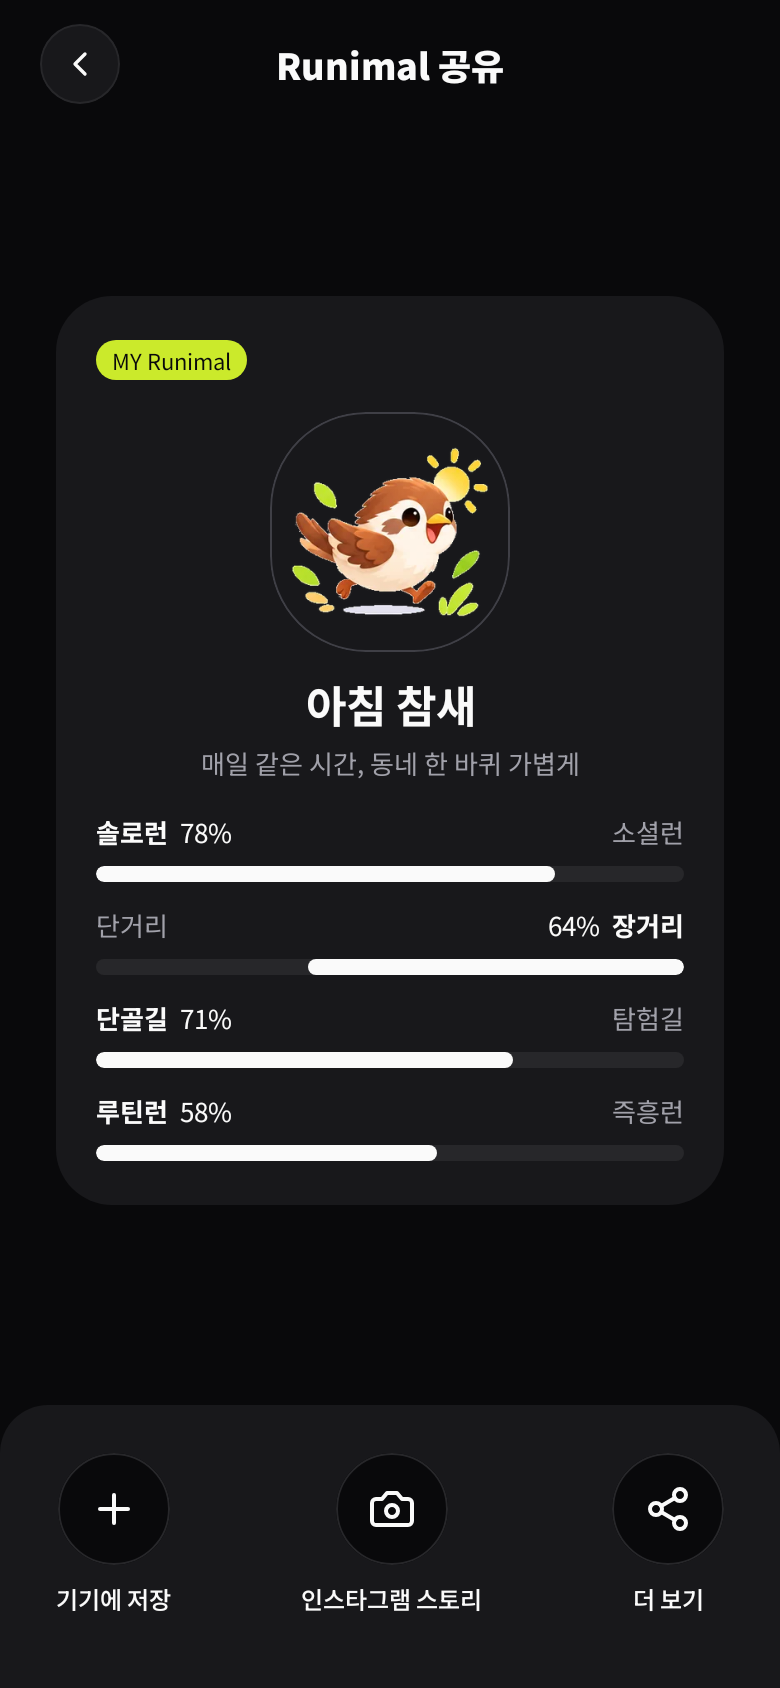 Runimal 공유
MY Runimal
아침 참새
매일 같은 시간, 동네 한 바퀴 가볍게
솔로런 78% 소셜런
단거리 64% 장거리
단골길 71% 탐험길
루틴런 58% 즉흥런
기기에 저장 인스타그램 스토리 더 보기